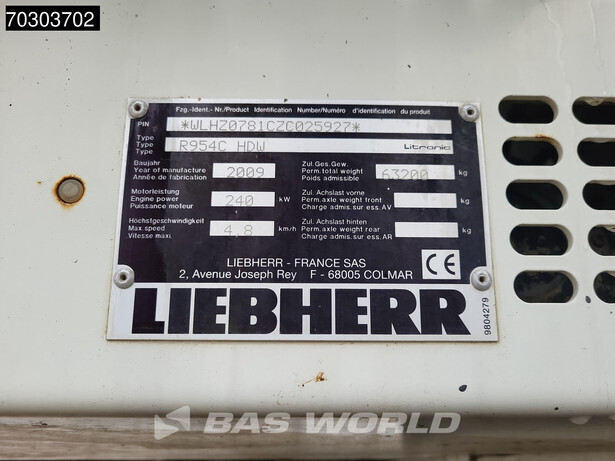 70303702
Fzg.-Ident.- Nr./Product Identification Number/Numéro d'identification du produit
PIN *WLHZ0781CZC025927*
Type
Type R954C HDW Litronic
Type
Baujahr
Year of manufacture 2009
Année de fabrication
Zul.Ges.Gew.
Perm.total weight 63200 kg
Poids admissible
Motorleistung
Engine power 240 kW
Puissance moteur
Zul. Achslast vorne
Perm.axle weight front kg
Charge admis.sur ess.AV
Höchstgeschwindigkeit
Max.speed 4.8 km/h
Vitesse maxi.
Zul. Achslast hinten
Perm.axle weight rear kg
Charge admis.sur ess.AR
LIEBHERR - FRANCE SAS
2, Avenue Joseph Rey F - 68005 COLMAR
CE
LIEBHERR
9804279
BAS WORLD